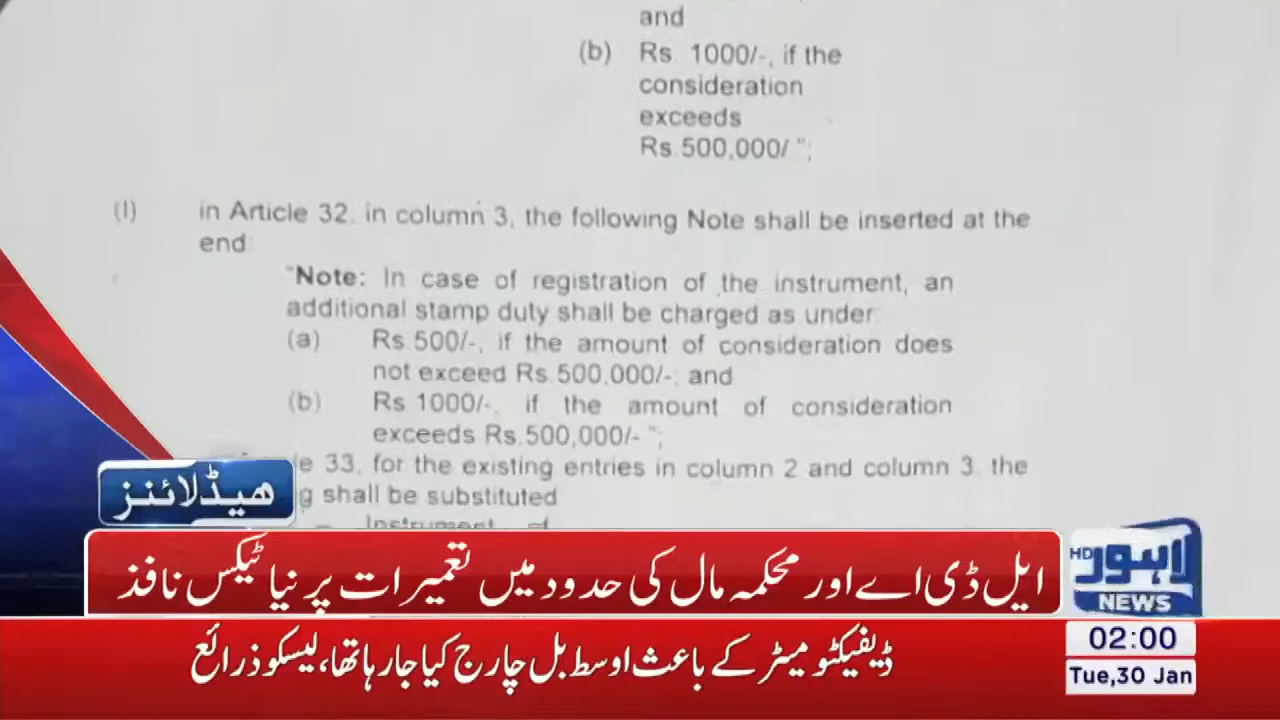 and
(b) Rs. 1000/-, if the
consideration
exceeds
Rs.500,000/-";
(l) in Article 32, in column 3, the following Note shall be inserted at the
end:
"Note: In case of registration of the instrument, an
additional stamp duty shall be charged as under:
(a) Rs.500/-, if the amount of consideration does
not exceed Rs.500,000/-; and
(b) Rs.1000/-, if the amount of consideration
exceeds Rs.500,000/-";
e 33, for the existing entries in column 2 and column 3, the
g shall be substituted
Instrument of
ھیڈلائنز
ایل ڈی اے اور محکمہ مال کی حدود میں تعمیرات پر نیا ٹیکس نافذ
HD لاہور
NEWS
ڈیفیکٹو میٹر کے باعث اوسط بل چارج کیا جا رہا تھا، لیسکو ذرائع
02:00
Tue,30 Jan